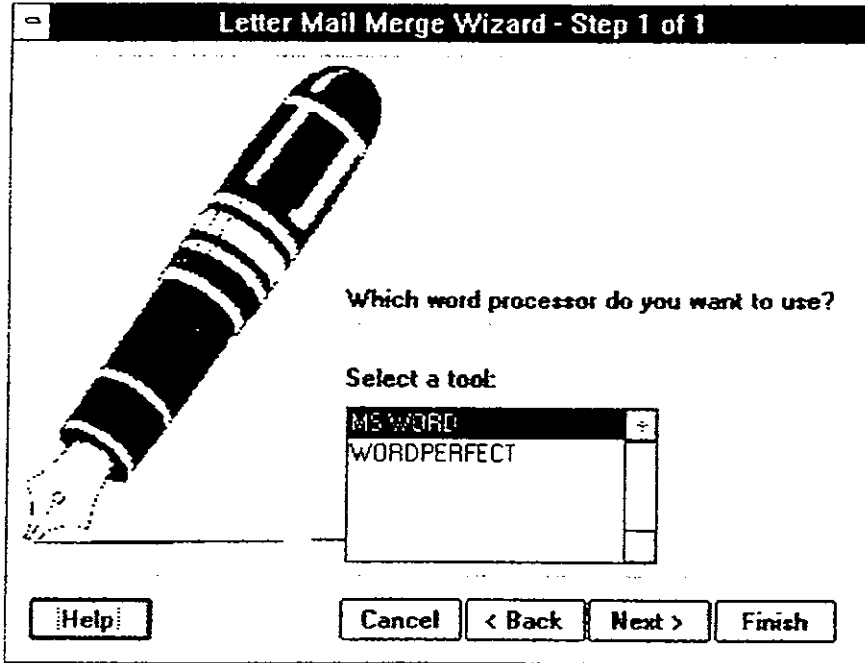 Letter Mail Merge Wizard - Step 1 of 1
Which word processor do you want to use?
Select a tool:
MS WORD
WORDPERFECT
Help Cancel < Back Next > Finish